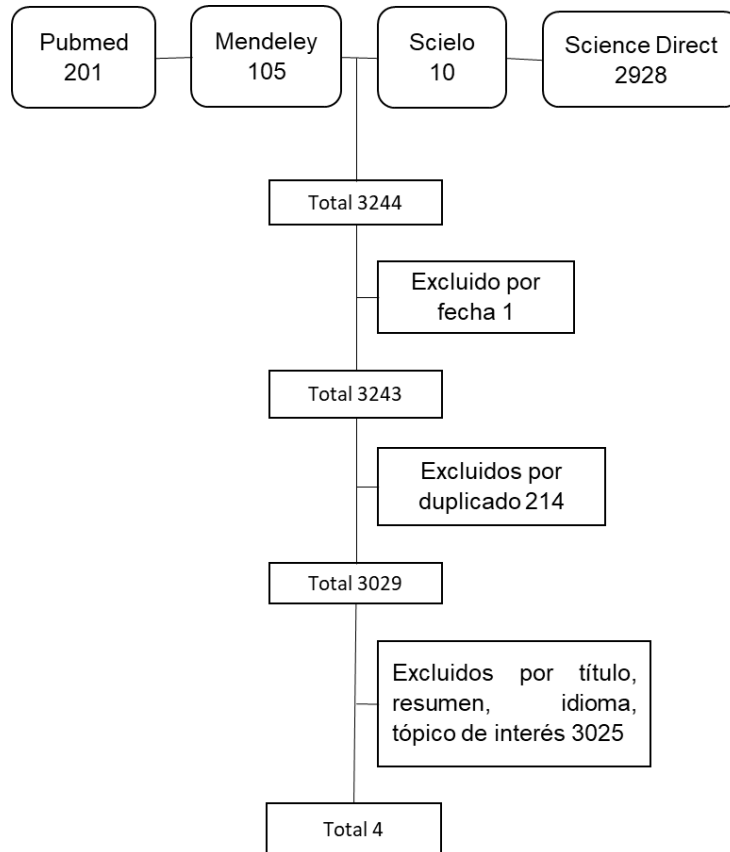 Pubmed
201
Mendeley
105
Scielo
10
Science Direct
2928
Total 3244
Excluido por
fecha 1
Total 3243
Excluidos por
duplicado 214
Total 3029
Excluidos por título,
resumen, idioma,
tópico de interés 3025
Total 4